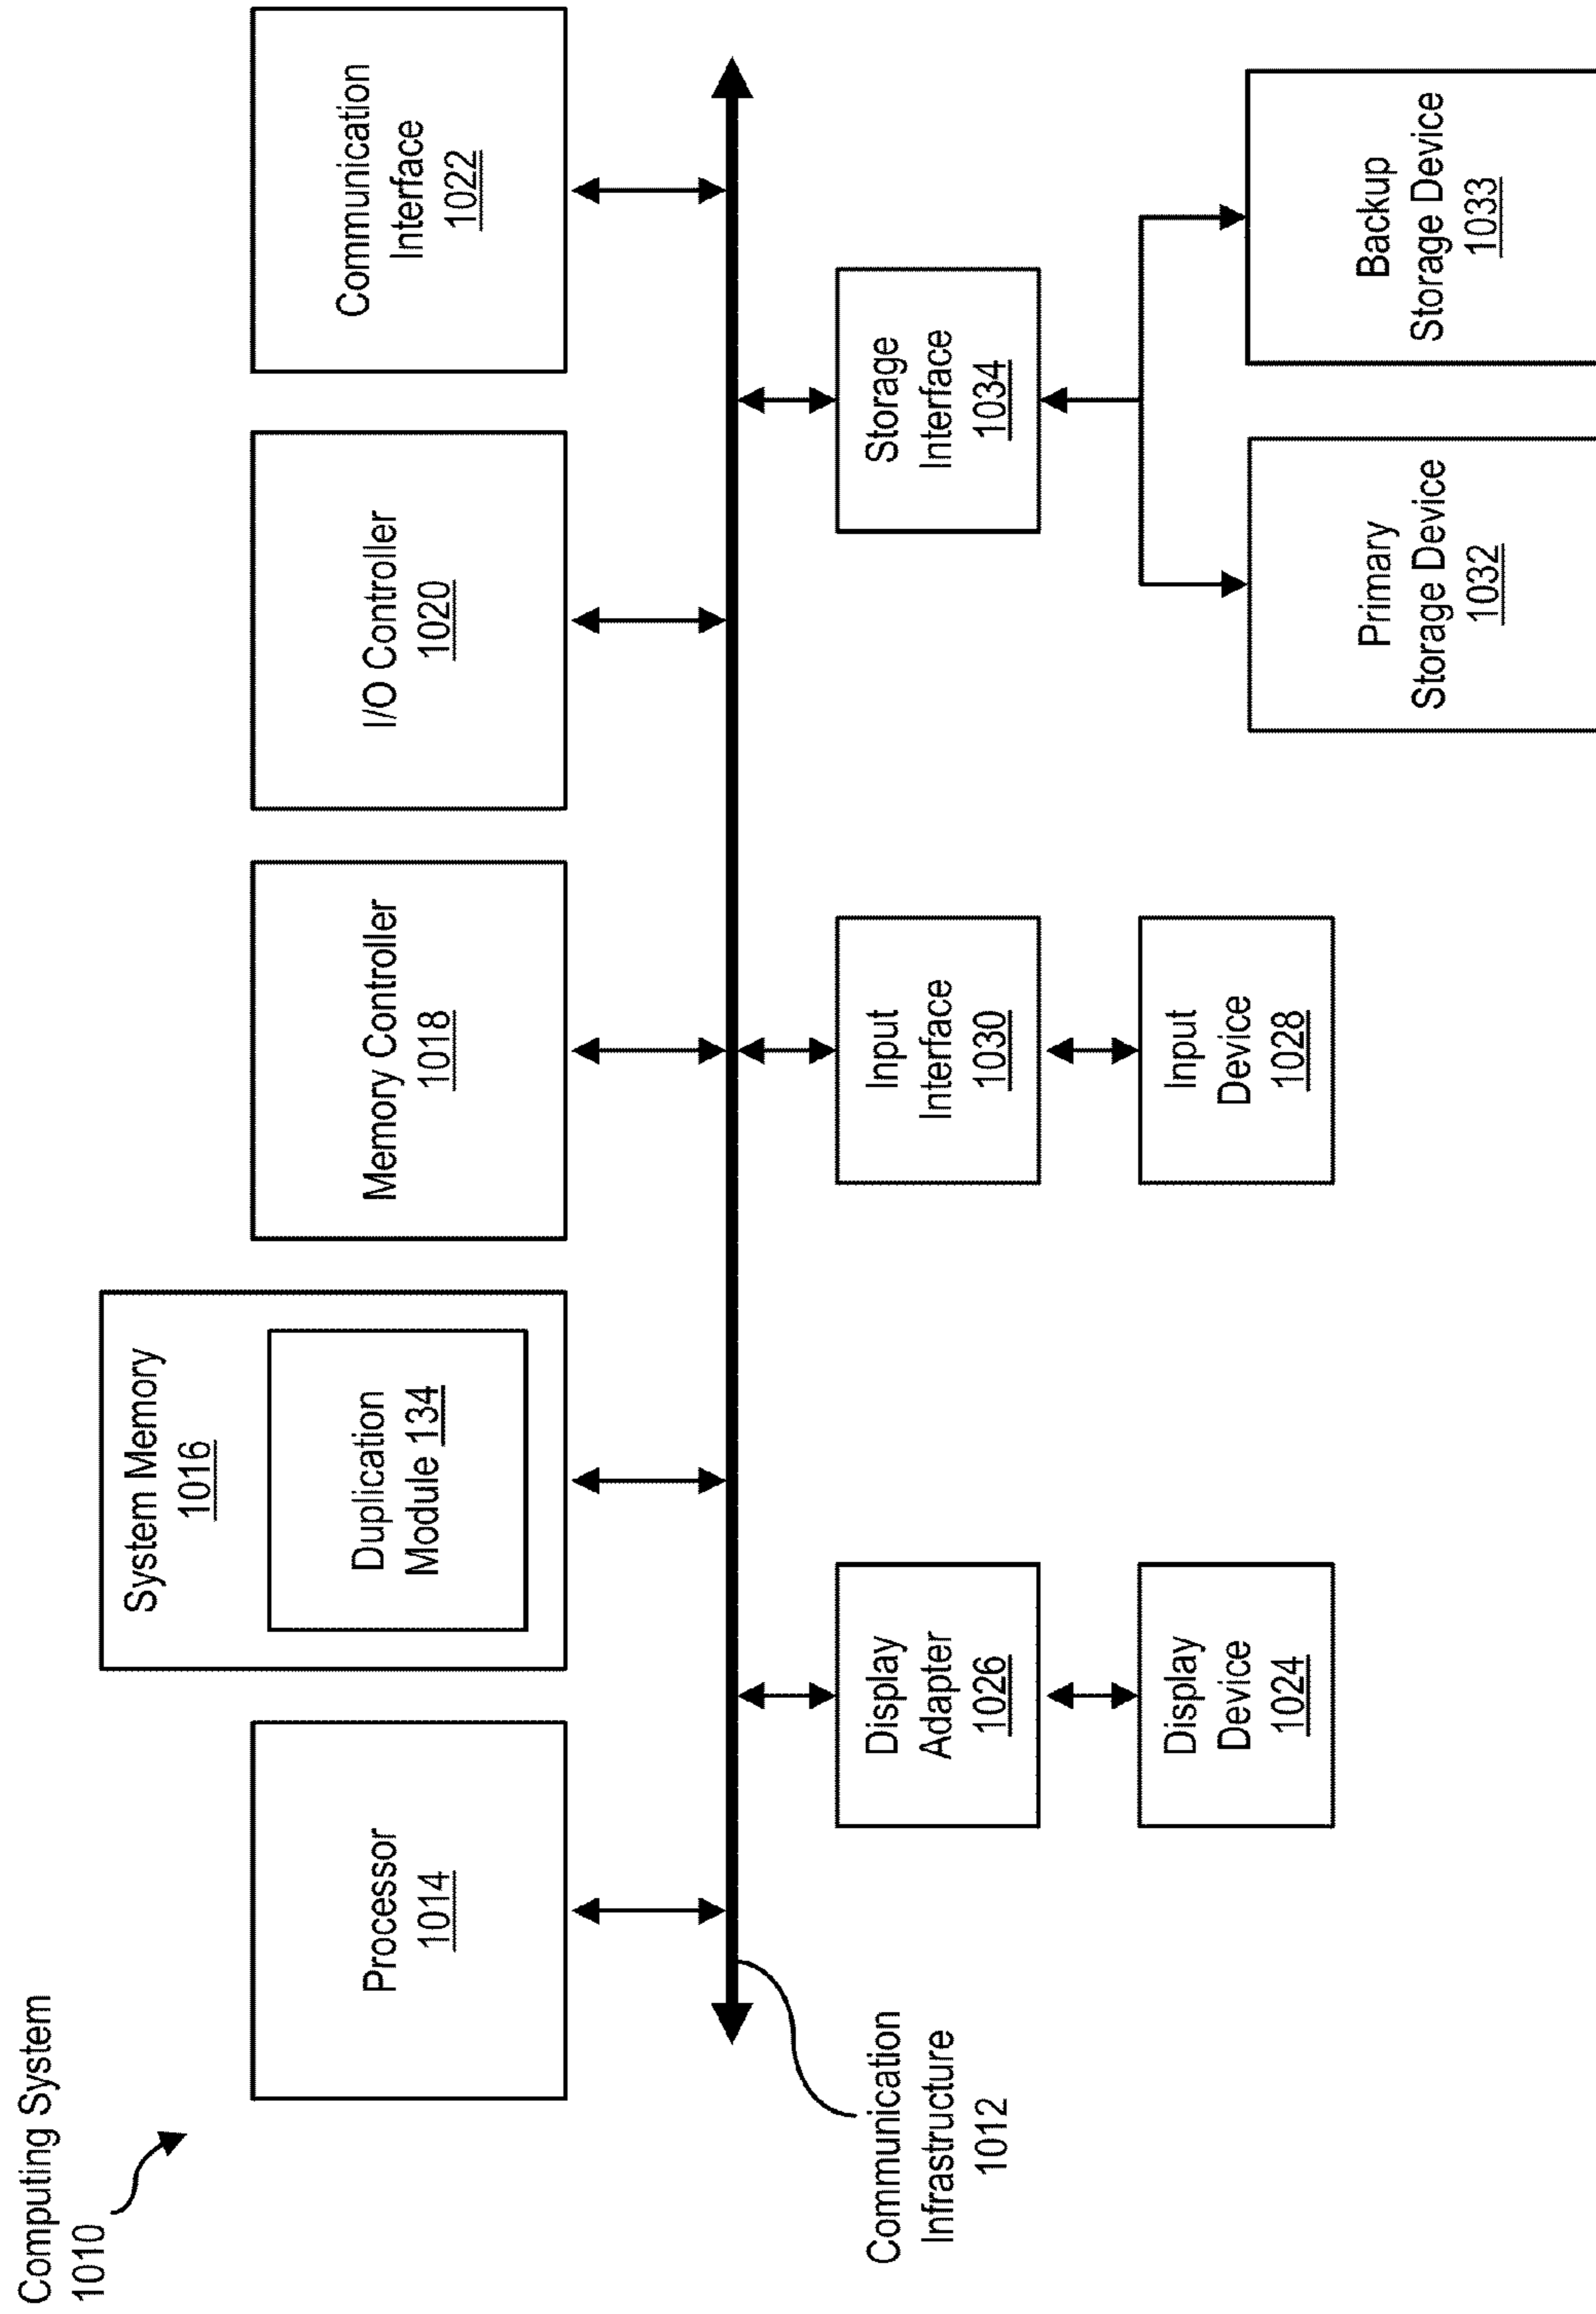 Computing System
1010
Processor
1014
System Memory
1016
Duplication
Module 134
Memory Controller
1018
I/O Controller
1020
Communication
Interface
1022
Communication
Infrastructure
1012
Display
Adapter
1026
Input
Interface
1030
Storage
Interface
1034
Display
Device
1024
Input
Device
1028
Primary
Storage Device
1032
Backup
Storage Device
1033